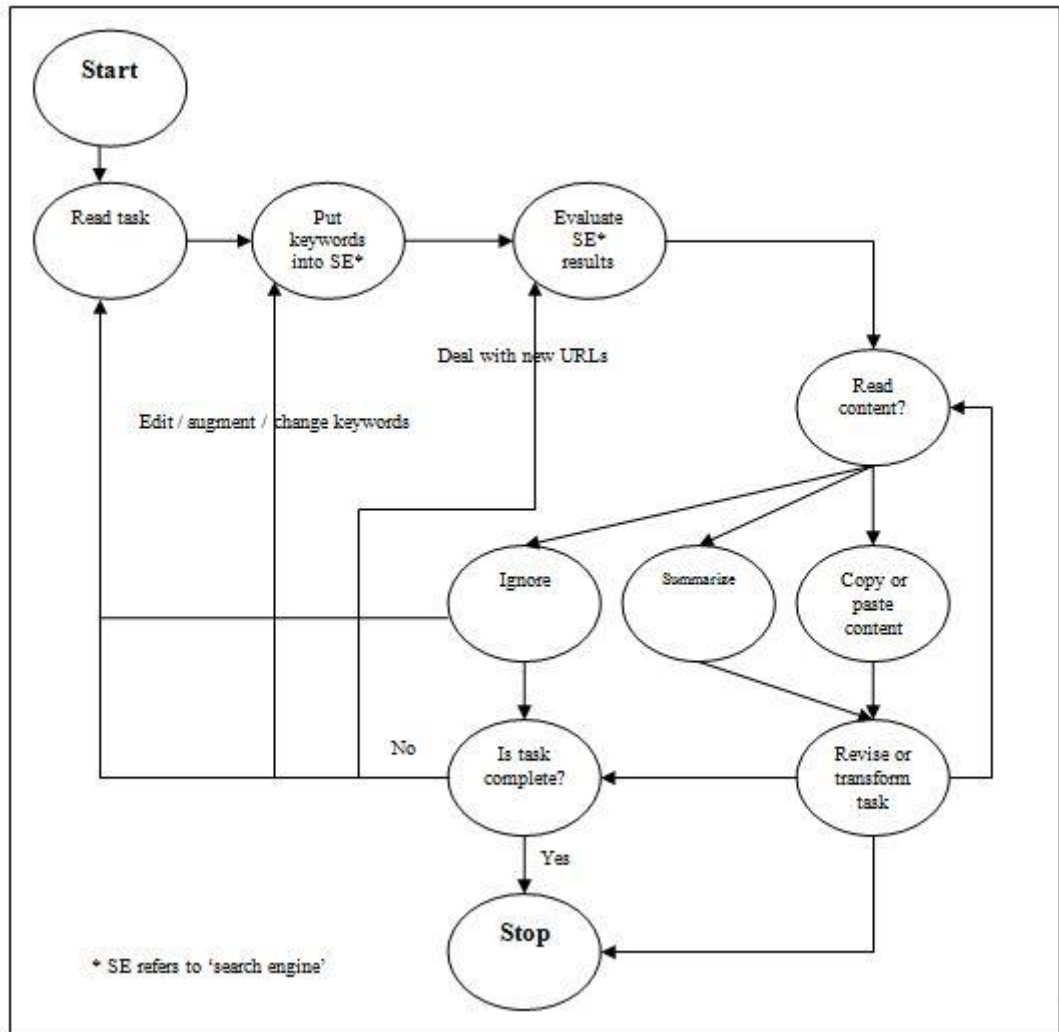 Start
Read task
Put
keywords
into SE*
Evaluate
SE*
results
Deal with new URLs
Read
content?
Edit / augment / change keywords
Ignore
Summarize
Copy or
paste
content
No
Is task
complete?
Revise or
transform
task
Yes
Stop
* SE refers to ‘search engine’